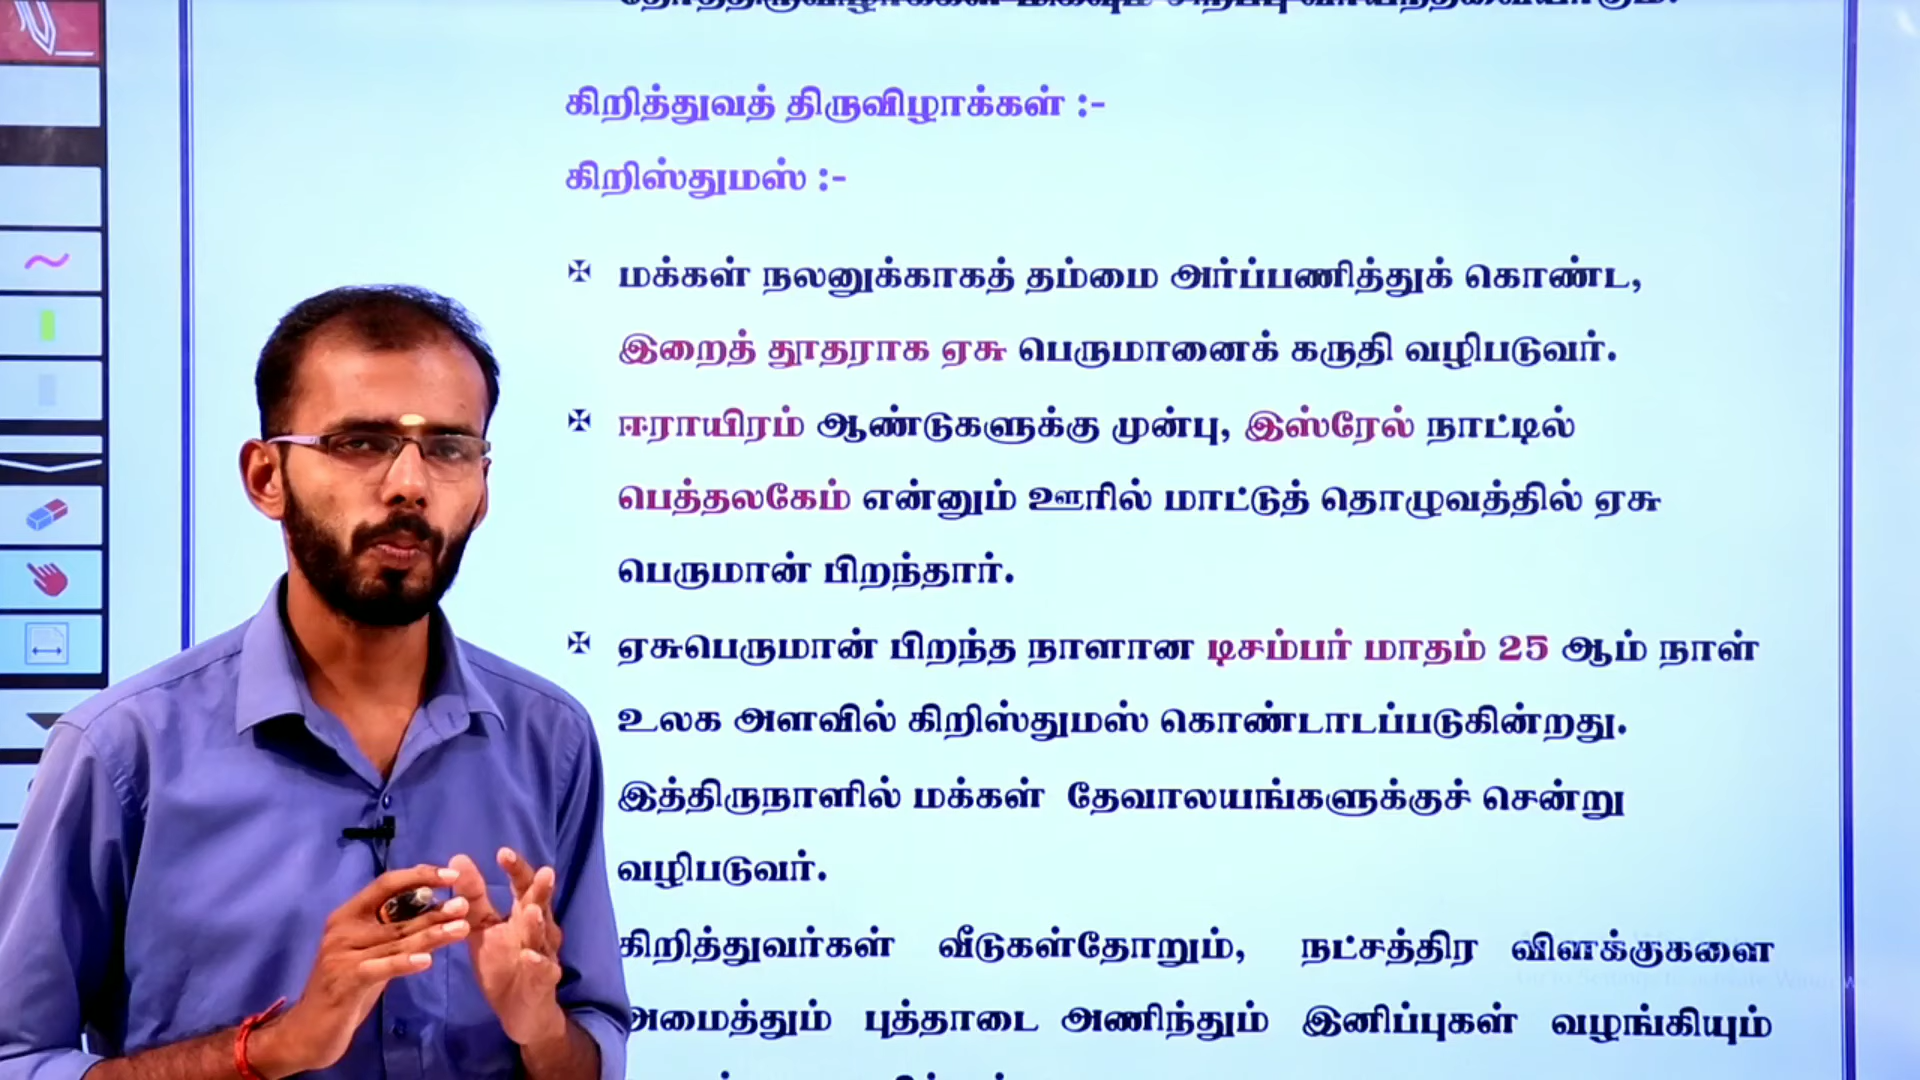 கிறித்துவத் திருவிழாக்கள் :-
கிறிஸ்துமஸ் :-
மக்கள் நலனுக்காகத் தம்மை அர்ப்பணித்துக் கொண்ட,
இறைத் தூதராக ஏசு பெருமானைக் கருதி வழிபடுவர்.
ஈராயிரம் ஆண்டுகளுக்கு முன்பு, இஸ்ரேல் நாட்டில்
பெத்தலகேம் என்னும் ஊரில் மாட்டுத் தொழுவத்தில் ஏசு
பெருமான் பிறந்தார்.
ஏசுபெருமான் பிறந்த நாளான டிசம்பர் மாதம் 25 ஆம் நாள்
உலக அளவில் கிறிஸ்துமஸ் கொண்டாடப்படுகின்றது.
இத்திருநாளில் மக்கள் தேவாலயங்களுக்குச் சென்று
வழிபடுவர்.
கிறித்துவர்கள் வீடுகள்தோறும், நட்சத்திர விளக்குகளை
அமைத்தும் புத்தாடை அணிந்தும் இனிப்புகள் வழங்கியும்